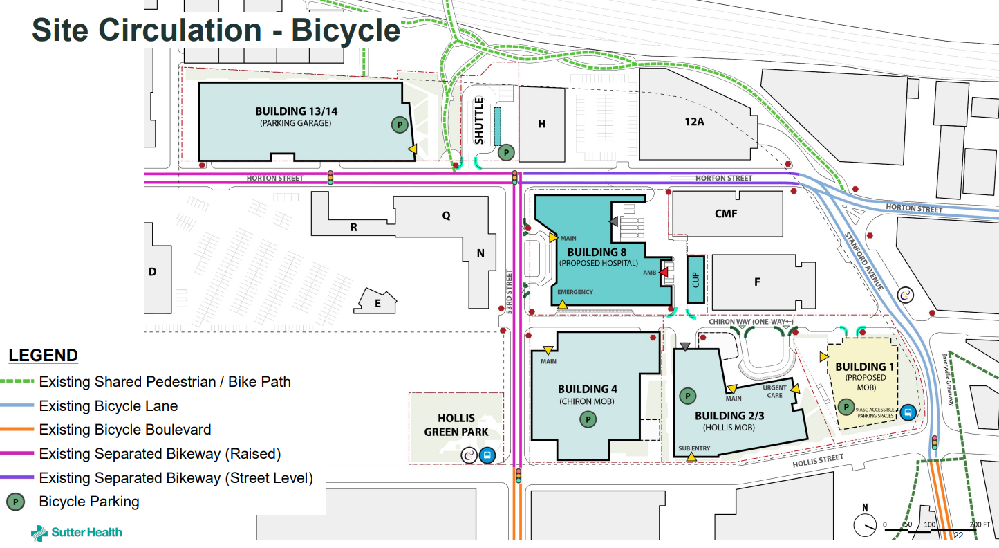 Site Circulation - Bicycle
BUILDING 13/14
(PARKING GARAGE)
P
SHUTTLE
P
H
12A
HORTON STREET
HORTON STREET
HORTON STREET
R
Q
N
D
E
53RD STREET
MAIN
BUILDING 8
(PROPOSED HOSPITAL)
AMB
EMERGENCY
CUP
CMF
F
STANFORD AVENUE
CHIRON WAY (ONE-WAY←)
MAIN
BUILDING 4
(CHIRON MOB)
P
P
MAIN
URGENT
CARE
BUILDING 2/3
(HOLLIS MOB)
SUB ENTRY
BUILDING 1
(PROPOSED
MOB)
P
9 ASC ACCESSIBLE
PARKING SPACES
Emeryville Greenway
HOLLIS
GREEN PARK
HOLLIS STREET
LEGEND
Existing Shared Pedestrian / Bike Path
Existing Bicycle Lane
Existing Bicycle Boulevard
Existing Separated Bikeway (Raised)
Existing Separated Bikeway (Street Level)
P
Bicycle Parking
Sutter Health
N
0 50 100 200 FT
22